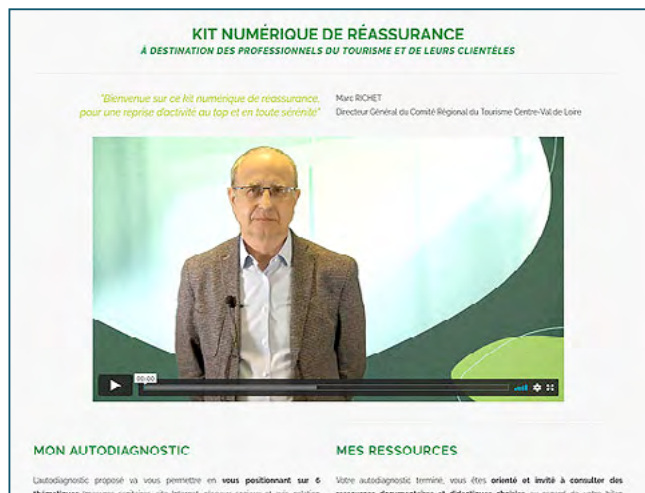 KIT NUMÉRIQUE DE RÉASSURANCE
À DESTINATION DES PROFESSIONNELS DU TOURISME ET DE LEURS CLIENTÈLES
"Bienvenue sur ce kit numérique de réassurance,
pour une reprise d'activité au top et en toute sérénité"
Marc RICHET
Directeur Général du Comité Régional du Tourisme Centre-Val de Loire
00:00
MON AUTODIAGNOSTIC
L'autodiagnostic proposé va vous permettre en vous positionnant sur 6
MES RESSOURCES
Votre autodiagnostic terminé, vous êtes orienté et invité à consulter des